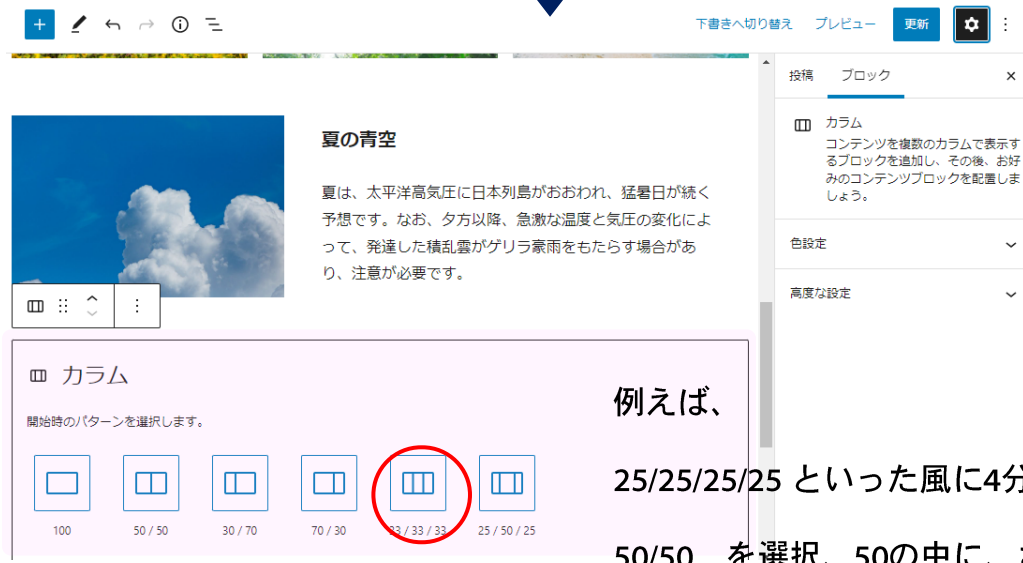 下書きへ切り替え プレビュー 更新
投稿 ブロック
カラム
コンテンツを複数のカラムで表示す
るブロックを追加し、その後、お好
みのコンテンツブロックを配置しま
しょう。
色設定
高度な設定
夏の青空
夏は、太平洋高気圧に日本列島がおおわれ、猛暑日が続く
予想です。なお、夕方以降、急激な温度と気圧の変化によ
って、発達した積乱雲がゲリラ豪雨をもたらす場合があ
り、注意が必要です。
カラム
開始時のパターンを選択します。
100 50 / 50 30 / 70 70 / 30 33 / 33 / 33 25 / 50 / 25
例えば、
25/25/25/25 といった風に4分
50/50 を選択、50の中に、